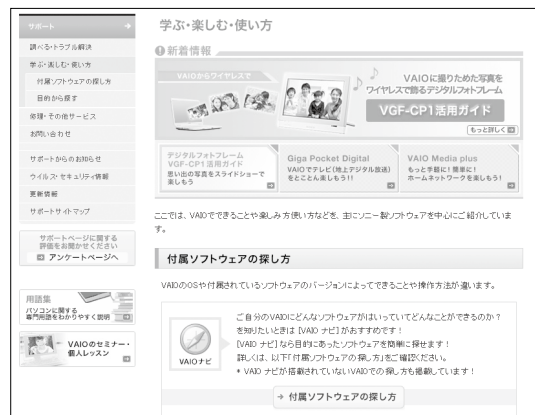 サポート
調べる・トラブル解決
学ぶ・楽しむ・使い方
付属ソフトウェアの探し方
目的から探す
修理・その他サービス
お問い合わせ
サポートからのお知らせ
ウイルス・セキュリティ情報
更新情報
サポートサイトマップ
サポートページに関する
評価をお聞かせください
アンケートページへ
用語集
パソコンに関する
専門用語をわかりやすく説明
VAIOのセミナー・
個人レッスン
学ぶ・楽しむ・使い方
新着情報
VAIOからワイヤレスで
VAIOに撮りためた写真を
ワイヤレスで飾るデジタルフォトフレーム
VGF-CP1活用ガイド
もっと詳しく
デジタルフォトフレーム
VGF-CP1活用ガイド
思い出の写真をスライドショーで
楽しもう
Giga Pocket Digital
VAIOでテレビ(地上デジタル放送)
をとことん楽しもう!!
VAIO Media plus
もっと手軽に!簡単に!
ホームネットワークを楽しもう!
ここでは、VAIOでできることや楽しみ方使い方などを、主にソニー製ソフトウェアを中心にご紹介していま
す。
付属ソフトウェアの探し方
VAIOのOSや付属されているソフトウェアのバージョンによってできることや操作方法が違います。
VAIOナビ
ご自分のVAIOにどんなソフトウェアがはいっていてどんなことができるのか?
を知りたいときは [VAIO ナビ] がおすすめです!
[VAIO ナビ] なら目的にあったソフトウェアを簡単に探せます!
詳しくは、以下「付属ソフトウェアの探し方」をご確認ください。
* VAIO ナビが搭載されていないVAIOでの探し方も掲載しています!
付属ソフトウェアの探し方